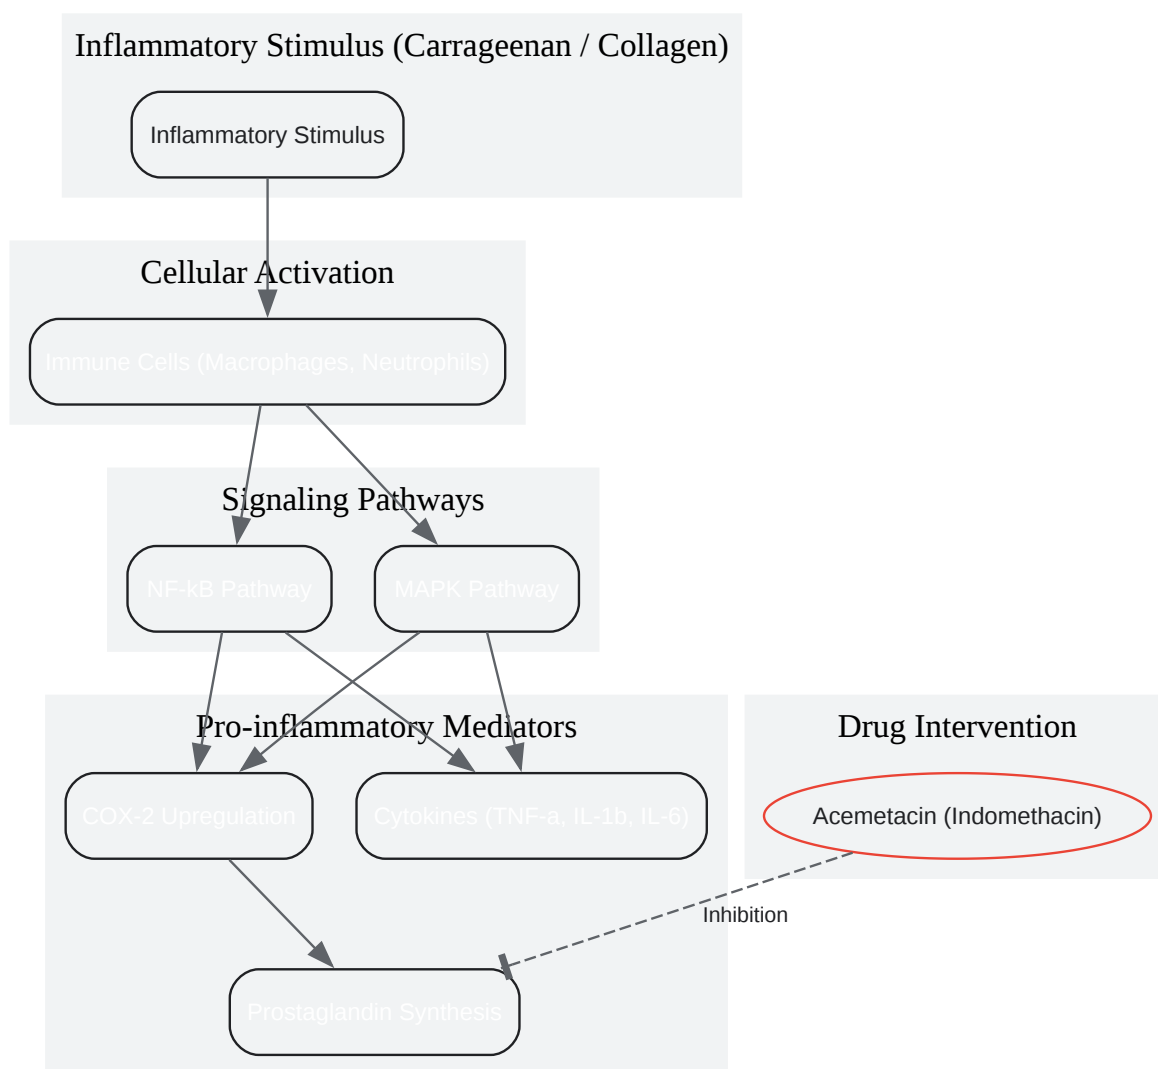 Inflammatory Stimulus (Carrageenan / Collagen)
Inflammatory Stimulus
Cellular Activation
Immune Cells (Macrophages, Neutrophils)
Signaling Pathways
NF-kB Pathway
MAPK Pathway
Pro-inflammatory Mediators
Drug Intervention
COX-2 Upregulation
Cytokines (TNF-a, IL-1b, IL-6)
Acemetacin (Indomethacin)
Inhibition
Prostaglandin Synthesis